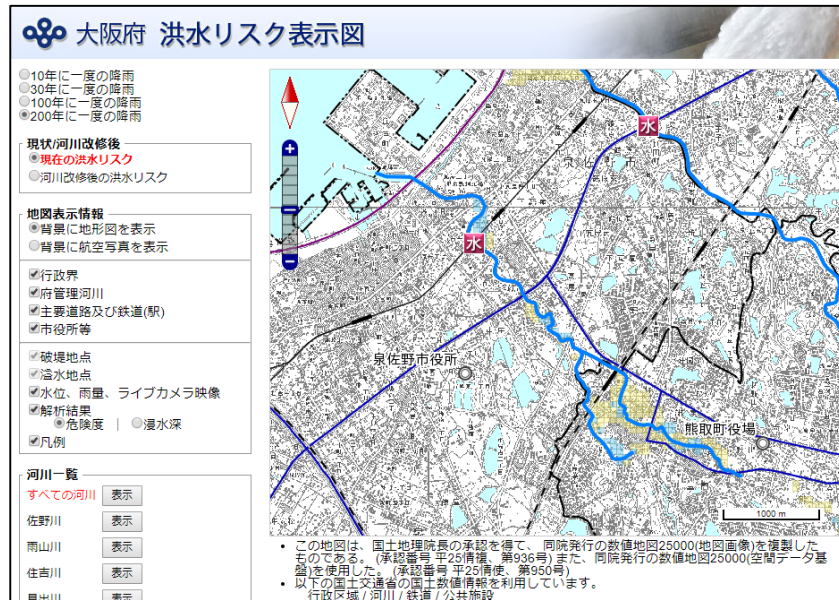 大阪府 洪水リスク表示図
10年に一度の降雨
30年に一度の降雨
100年に一度の降雨
200年に一度の降雨
現状/河川改修後
現在の洪水リスク
河川改修後の洪水リスク
地図表示情報
背景に地形図を表示
背景に航空写真を表示
行政界
府管理河川
主要道路及び鉄道(駅)
市役所等
破堤地点
溢水地点
水位、雨量、ライブカメラ映像
解析結果
危険度 | 浸水深
凡例
河川一覧
すべての河川 表示
佐野川 表示
雨山川 表示
住吉川 表示
見出川 表示
水
水
泉佐野市役所
熊取町役場
1000 m
・ この地図は、国土地理院長の承認を得て、同院発行の数値地図25000(地図画像)を複製した
ものである。 (承認番号 平25情複、第936号) また、同院発行の数値地図25000(空間データ基
盤)を使用した。 (承認番号 平25情使、第950号)
・ 以下の国土交通省の国土数値情報を利用しています。
行政区域 / 河川 / 鉄道 / 公共施設